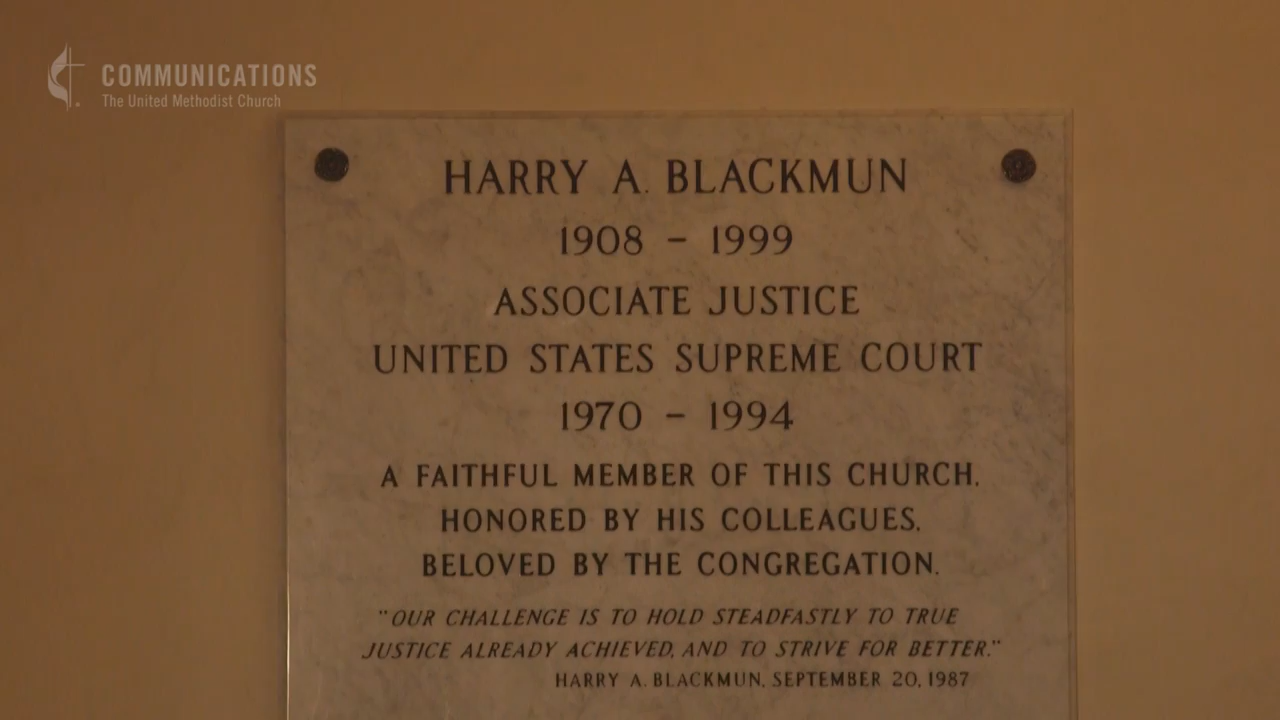 COMMUNICATIONS
The United Methodist Church
HARRY A. BLACKMUN
1908 – 1999
ASSOCIATE JUSTICE
UNITED STATES SUPREME COURT
1970 – 1994
A FAITHFUL MEMBER OF THIS CHURCH,
HONORED BY HIS COLLEAGUES,
BELOVED BY THE CONGREGATION.
"OUR CHALLENGE IS TO HOLD STEADFASTLY TO TRUE
JUSTICE ALREADY ACHIEVED, AND TO STRIVE FOR BETTER."
HARRY A. BLACKMUN, SEPTEMBER 20, 1987